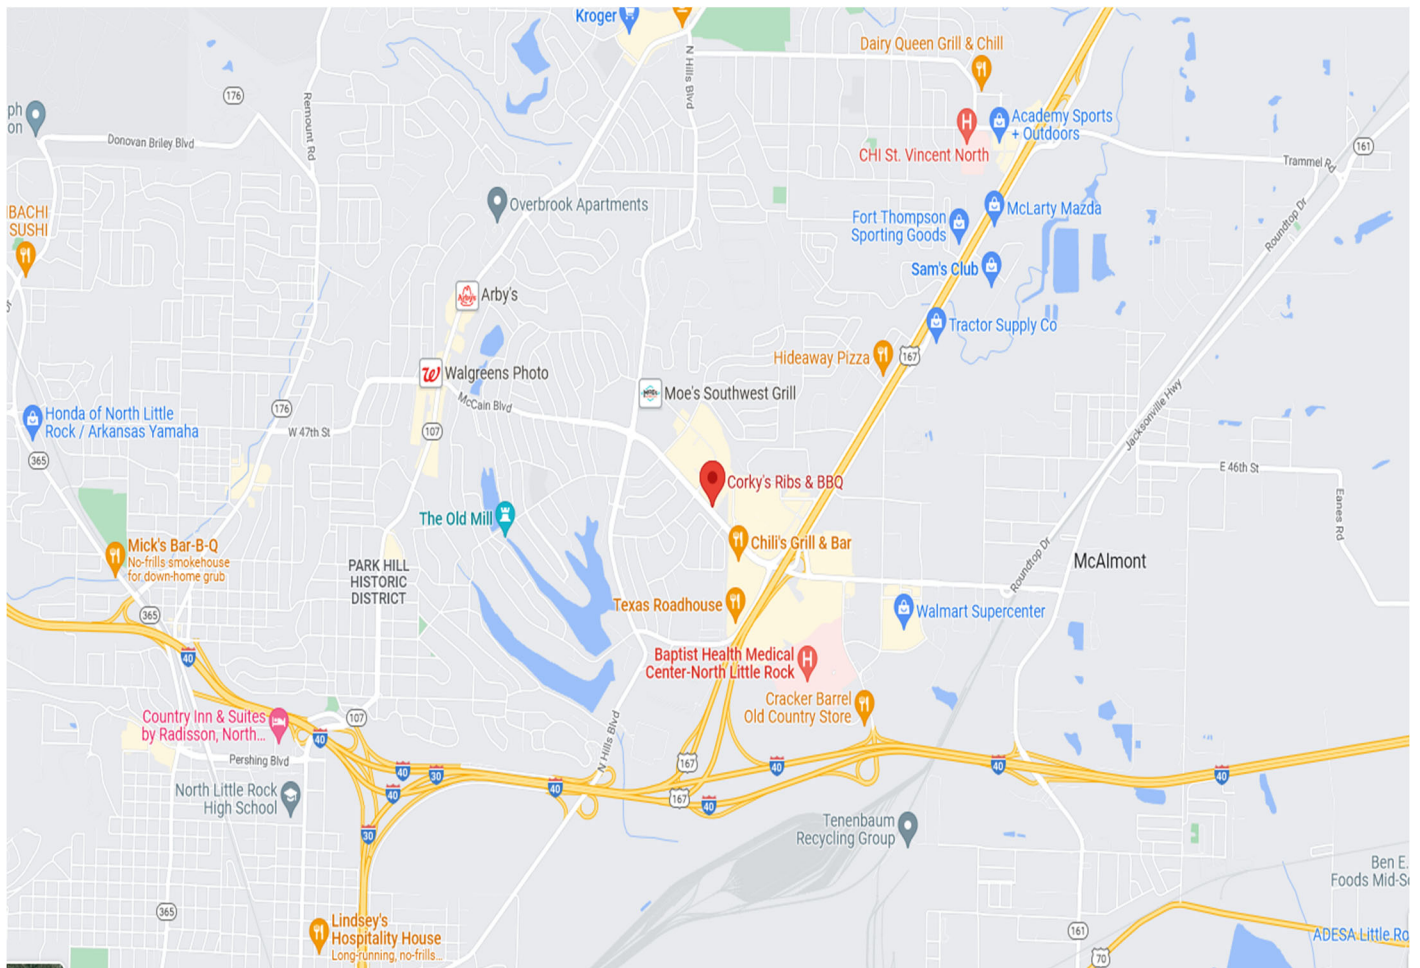 Kroger
N Hills Blvd
Dairy Queen Grill & Chill
176
Remount Rd
ph
on
Donovan Briley Blvd
Academy Sports
+ Outdoors
CHI St. Vincent North
161
Trammel Rd
Overbrook Apartments
McLarty Mazda
Fort Thompson
Sporting Goods
Roundtop Dr
IBACHI
SUSHI
Sam's Club
Arby's
Arby's
Tractor Supply Co
Hideaway Pizza
167
W
Walgreens Photo
McCain Blvd
Moe's Southwest Grill
176
Honda of North Little
Rock / Arkansas Yamaha
W 47th St
107
Jacksonville Hwy
365
E 46th St
Corky's Ribs & BBQ
Eanes Rd
The Old Mill
Chili's Grill & Bar
Mick's Bar-B-Q
No-frills smokehouse
for down-home grub
PARK HILL
HISTORIC
DISTRICT
Roundtop Dr
McAlmont
365
Texas Roadhouse
Walmart Supercenter
40
Baptist Health Medical
Center-North Little Rock
H
H
Cracker Barrel
Old Country Store
Country Inn & Suites
by Radisson, North...
107
40
N Hills Blvd
Pershing Blvd
40
30
40
40
167
40
40
40
167
40
North Little Rock
High School
30
Tenenbaum
Recycling Group
Ben E.
Foods Mid-So
365
Lindsey's
Hospitality House
Long-running, no-frills...
161
ADESA Little Ro
70